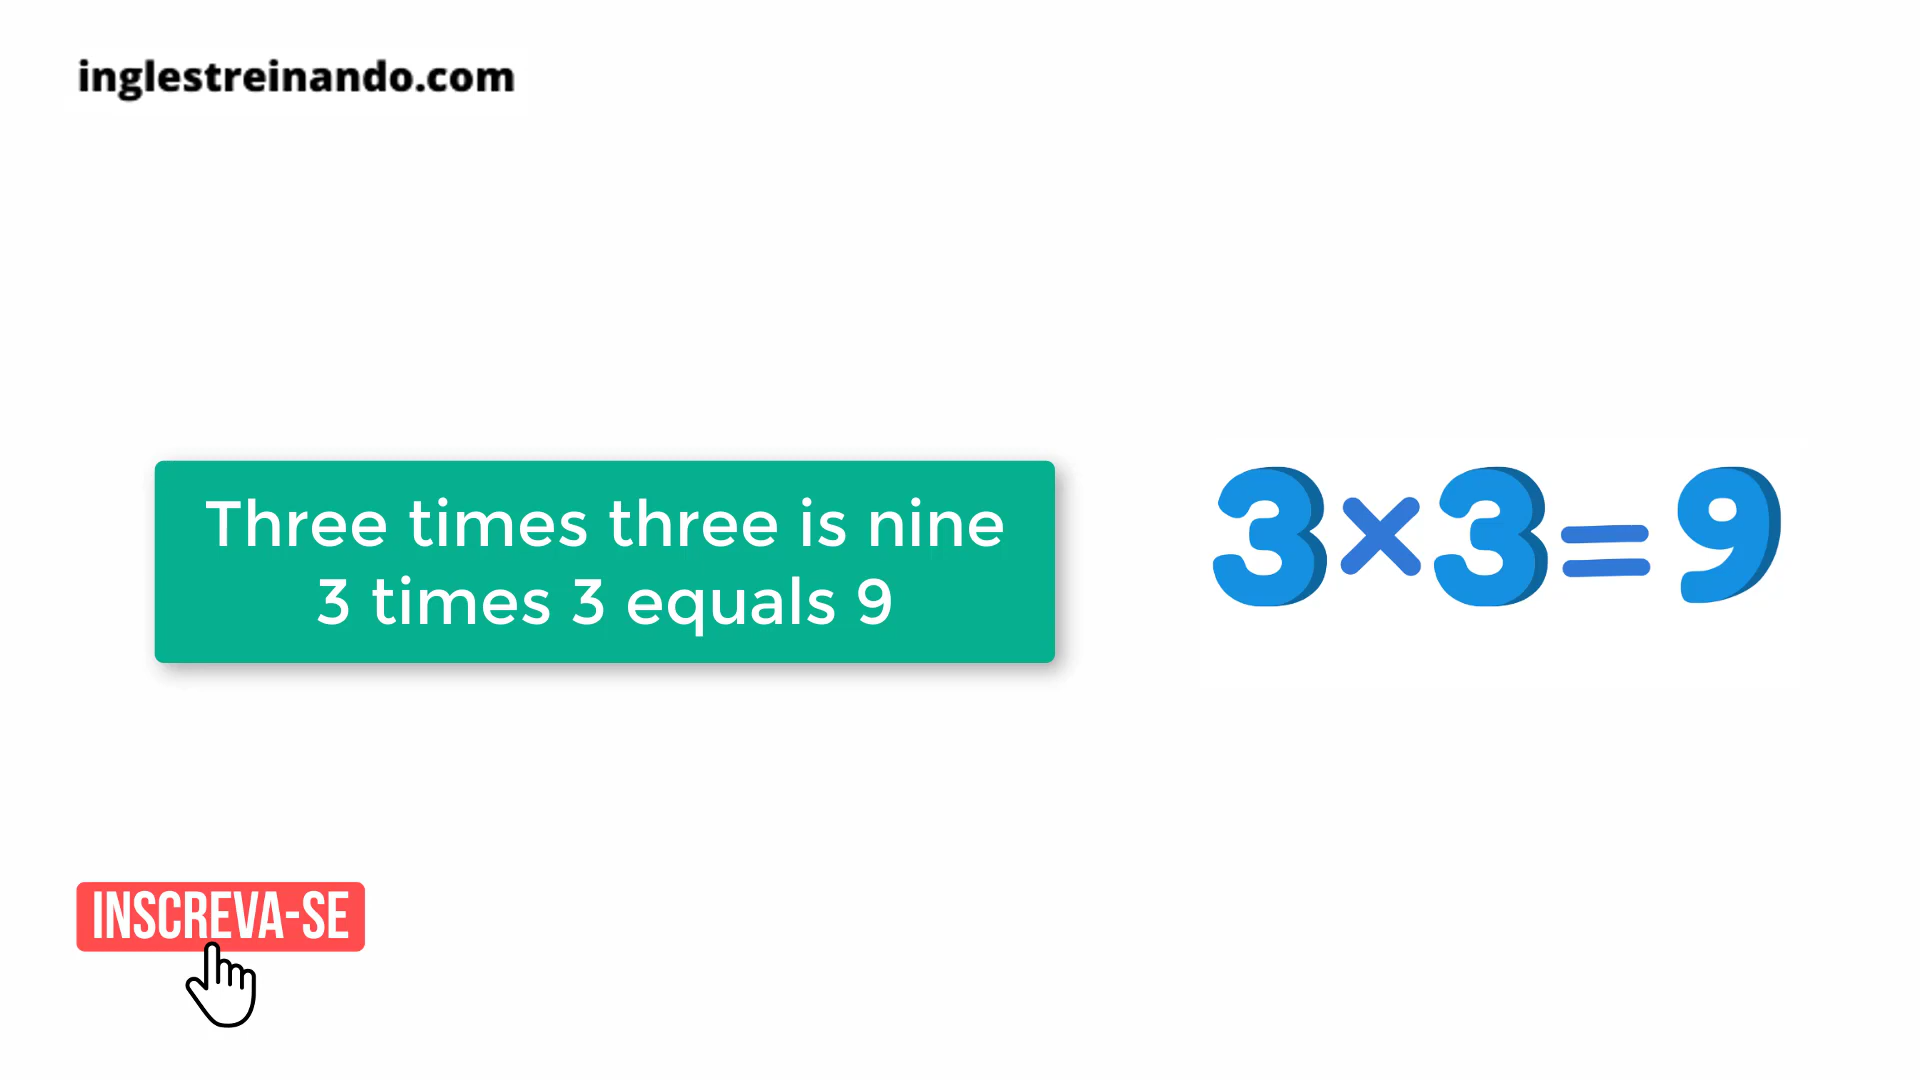 inglestreinando.com
Three times three is nine
3 times 3 equals 9
3×3=9
INSCREVA-SE